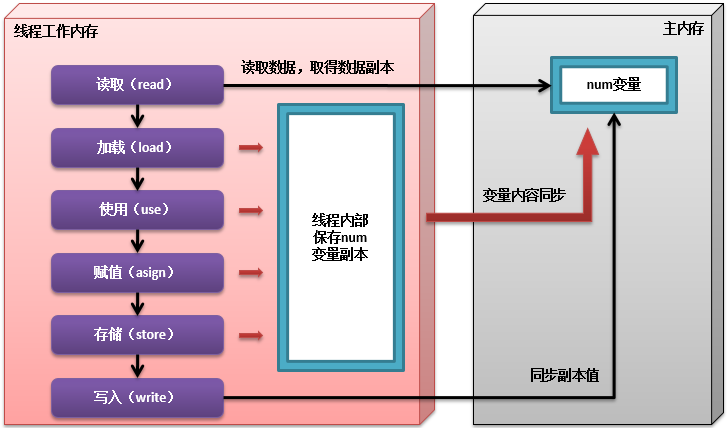 线程工作内存
主内存
读取（read）
读取数据，取得数据副本
num变量
加载（load）
使用（use）
线程内部
保存num
变量副本
变量内容同步
赋值（asign）
存储（store）
写入（write）
同步副本值